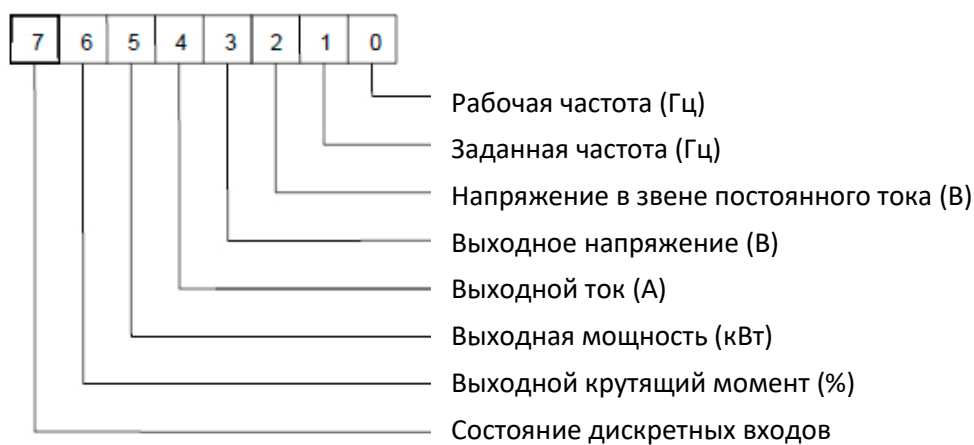 7 6 5 4 3 2 1 0
Рабочая частота (Гц)
Заданная частота (Гц)
Напряжение в звене постоянного тока (В)
Выходное напряжение (В)
Выходной ток (А)
Выходная мощность (кВт)
Выходной крутящий момент (%)
Состояние дискретных входов